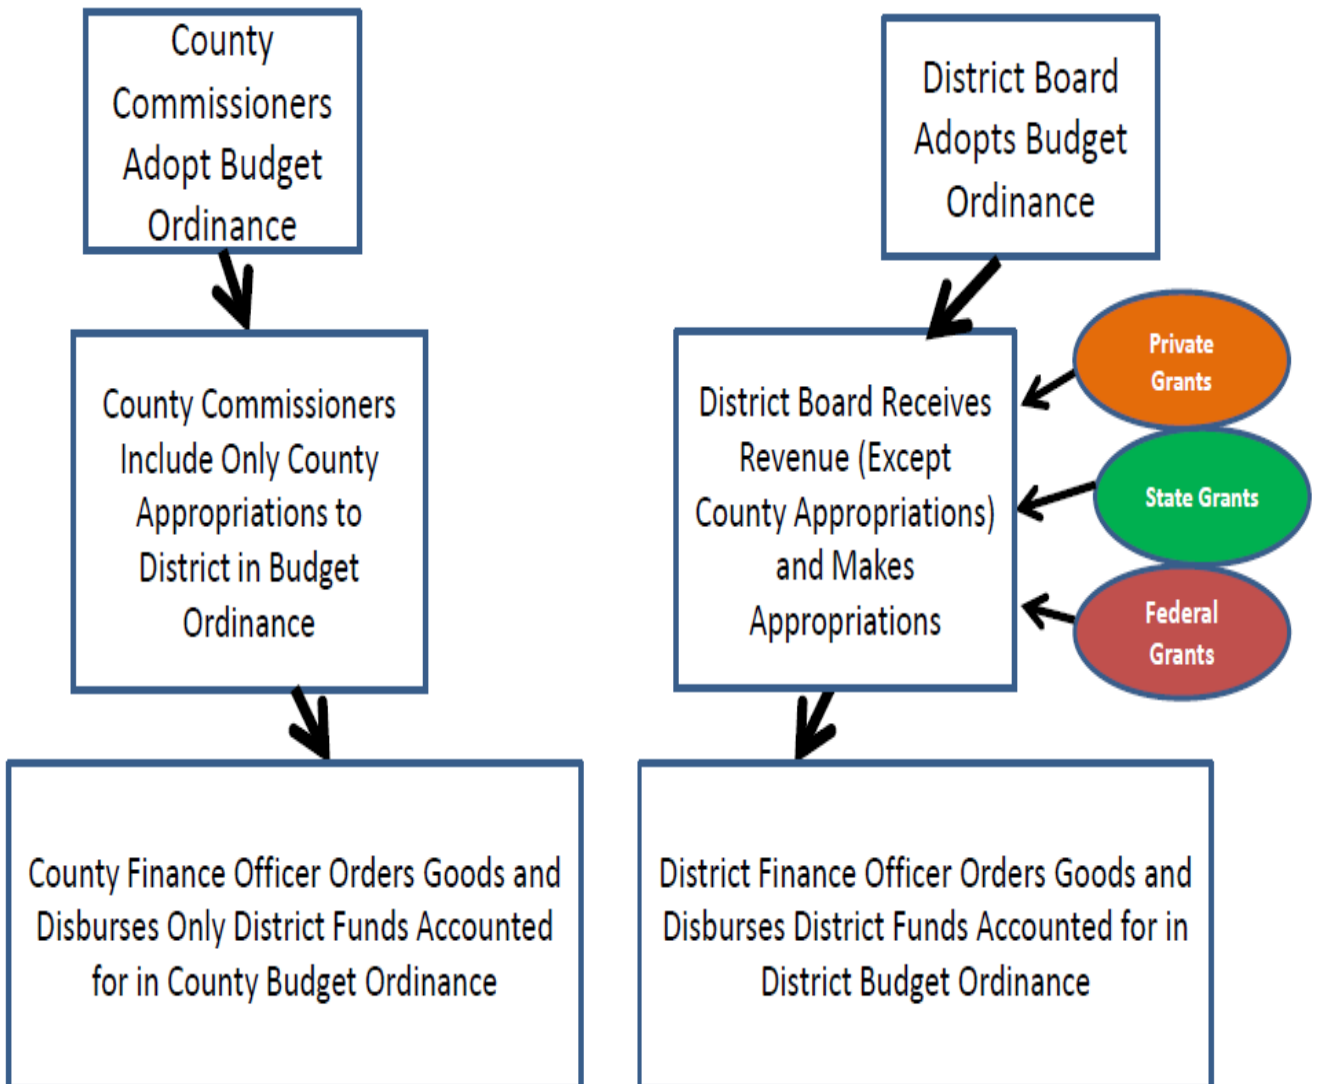 County
Commissioners
Adopt Budget
Ordinance
District Board
Adopts Budget
Ordinance
County Commissioners
Include Only County
Appropriations to
District in Budget
Ordinance
District Board Receives
Revenue (Except
County Appropriations)
and Makes
Appropriations
Private
Grants
State Grants
Federal
Grants
County Finance Officer Orders Goods and
Disburses Only District Funds Accounted
for in County Budget Ordinance
District Finance Officer Orders Goods and
Disburses District Funds Accounted for in
District Budget Ordinance